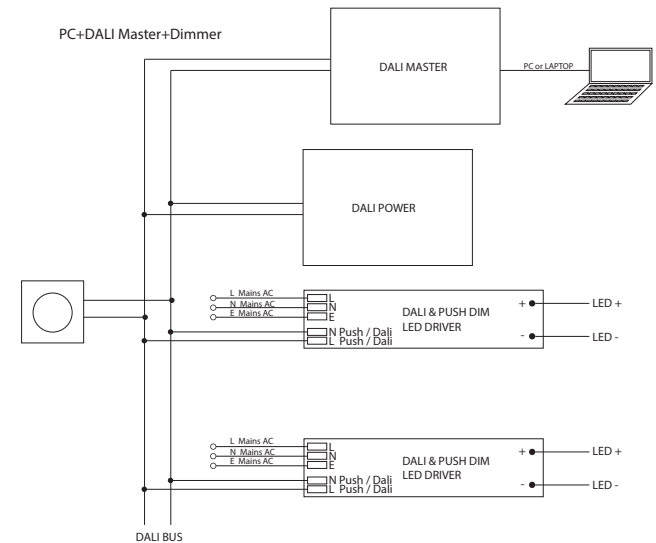 PC+DALI Master+Dimmer
DALI MASTER
PC or LAPTOP
DALI POWER
L Mains AC
N Mains AC
E Mains AC
L
N
E
N Push / Dali
L Push / Dali
DALI & PUSH DIM
LED DRIVER
+
-
LED +
LED -
L Mains AC
N Mains AC
E Mains AC
L
N
E
N Push / Dali
L Push / Dali
DALI & PUSH DIM
LED DRIVER
+
-
LED +
LED -
DALI BUS